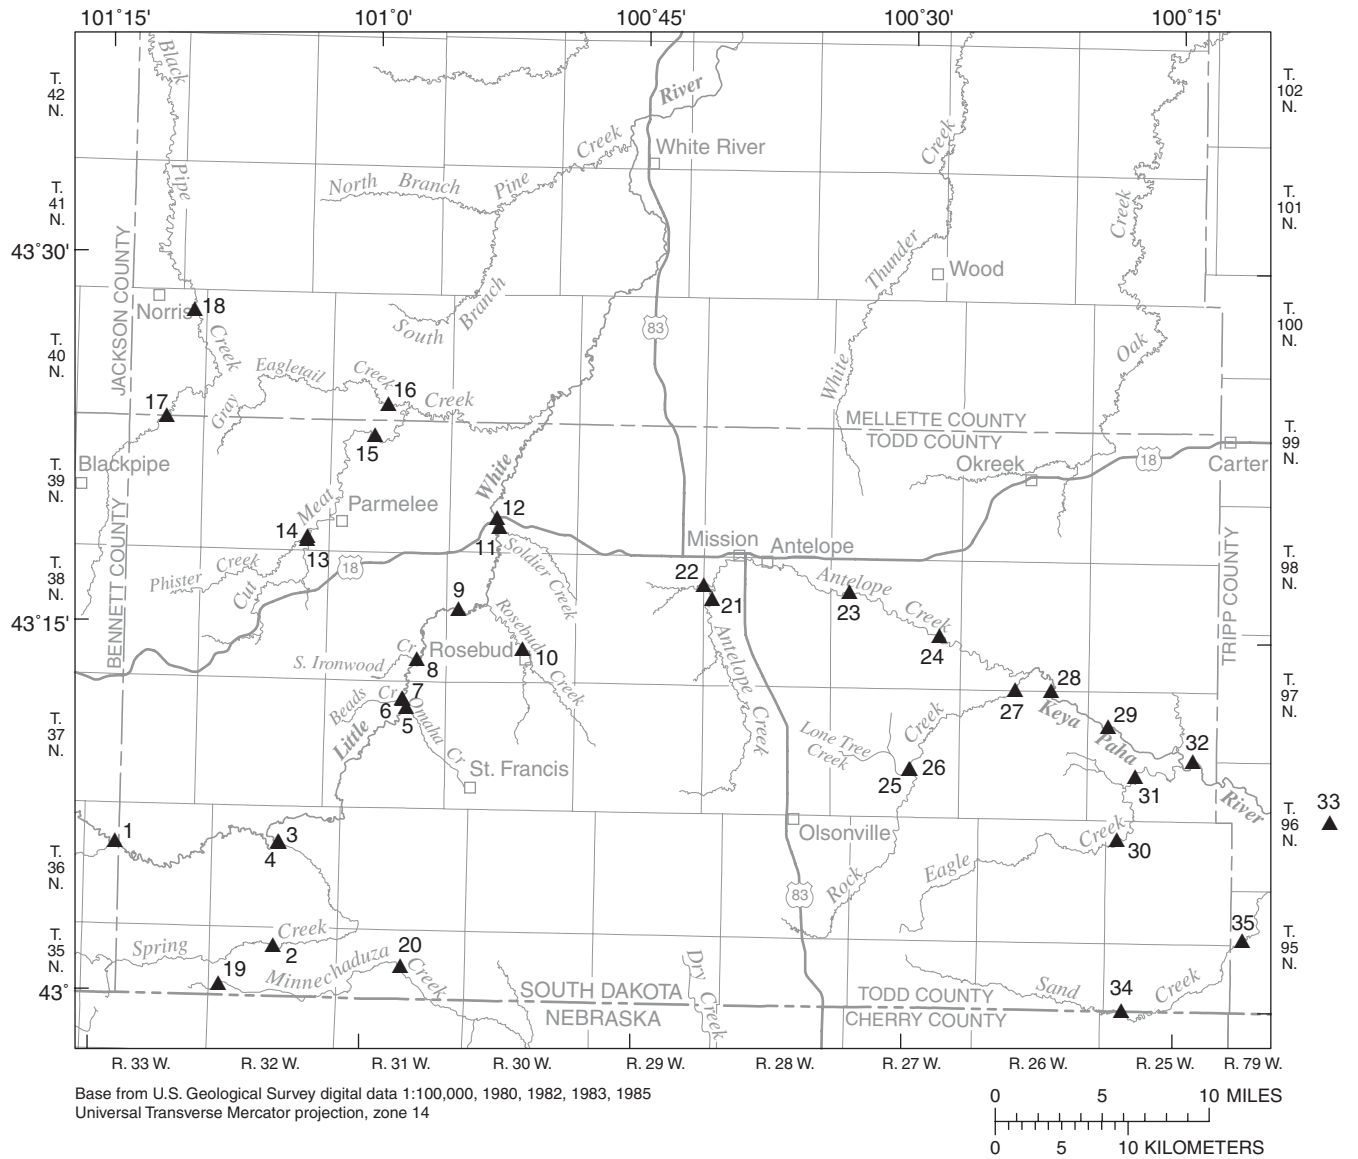 101°15' 101°0' 100°45' 100°30' 100°15'
T. 42 N.
T. 102 N.
Black
Pipe
Creek
River
White River
Creek
Pine
North Branch
Creek
Creek
T. 41 N.
T. 101 N.
43°30'
JACKSON COUNTY
Thunder
Wood
Norris
18
South
Branch
83
T. 40 N.
T. 100 N.
Oak
White
Eagletail
Creek
16
Creek
Gray
17
MELLETTE COUNTY
TODD COUNTY
15
T. 39 N.
T. 99 N.
Blackpipe
Okreek
18
Carter
White
Meat
Parmelee
12
14
11
13
Mission
Antelope
BENNETT COUNTY
TRIPP COUNTY
T. 38 N.
T. 98 N.
Phister Creek
18
Cut
Soldier Creek
22
21
Antelope
23
Creek
9
43°15'
Rosebud
Creek
Rosebud
10
24
S. Ironwood Cr
8
Antelope
Creek
7
Beads Cr
6
5
Omaha Cr
Little
28
27
Keya
Paha
River
29
T. 37 N.
T. 97 N.
Creek
Lone Tree
Creek
32
26
25
31
St. Francis
33
1
3
4
Olsonville
T. 36 N.
T. 96 N.
Creek
30
Eagle
Rock
83
35
Creek
Spring
2
20
T. 35 N.
T. 95 N.
19
Minnechaduza
Creek
Dry Creek
43°
SOUTH DAKOTA
NEBRASKA
TODD COUNTY
CHERRY COUNTY
Sand
34
Creek
R. 33 W. R. 32 W. R. 31 W. R. 30 W. R. 29 W. R. 28 W. R. 27 W. R. 26 W. R. 25 W. R. 79 W.
Base from U.S. Geological Survey digital data 1:100,000, 1980, 1982, 1983, 1985
Universal Transverse Mercator projection, zone 14
0 5 10 MILES
0 5 10 KILOMETERS